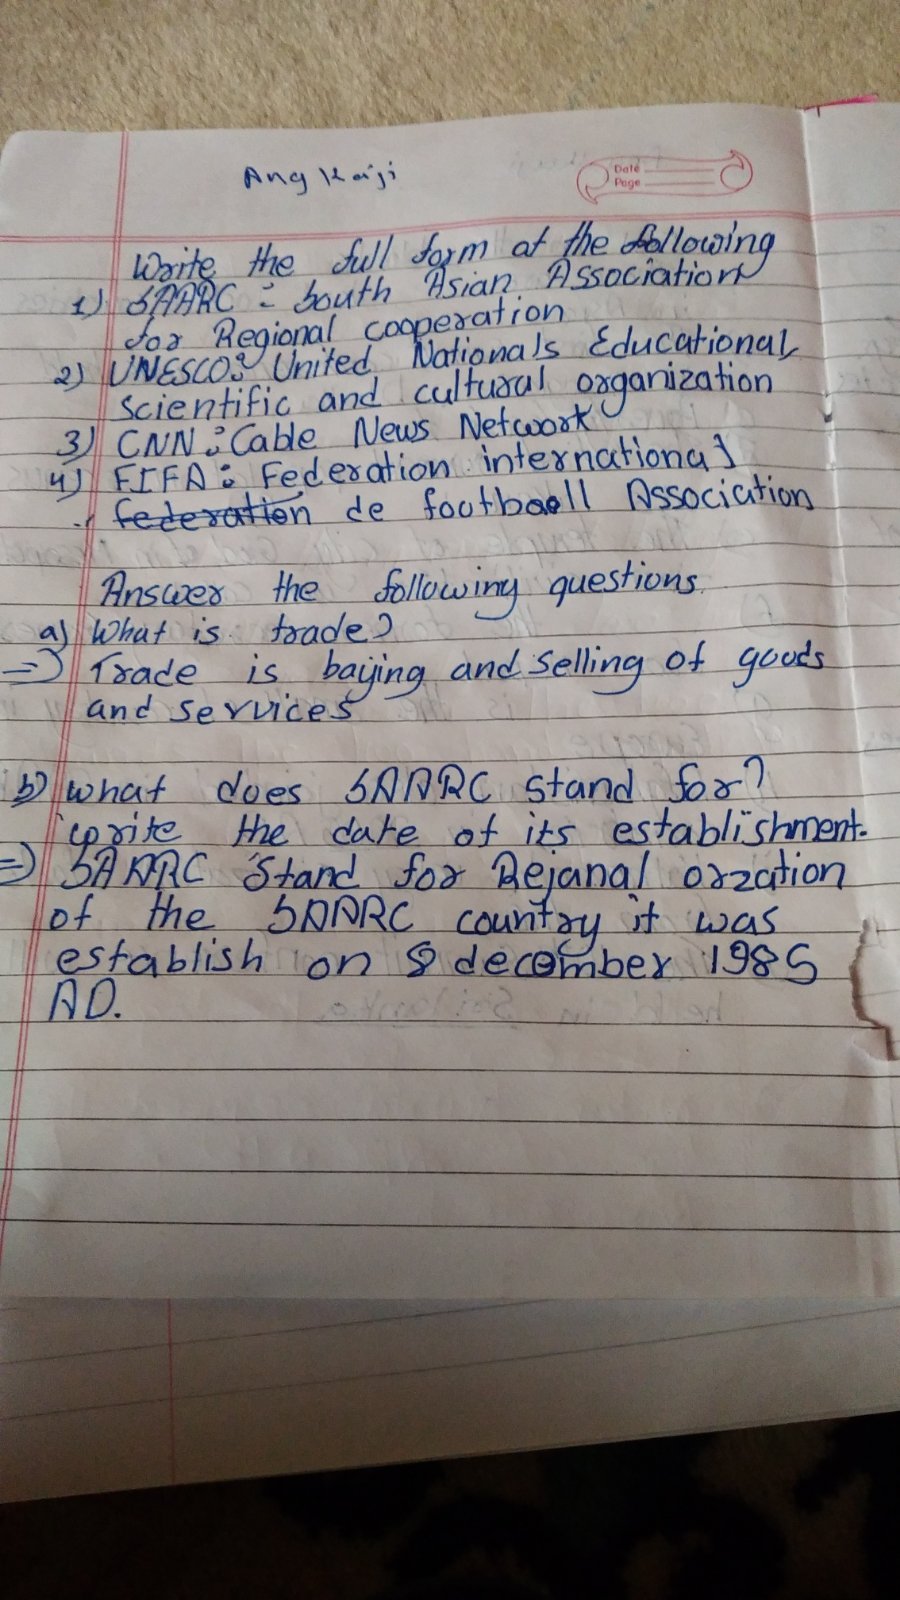 Ang Kaiji
Date
Page
Write the full form of the following
1) SAARC : South Asian Association
for Regional cooperation
2) UNESCO: United Nationals Educational
scientific and cultural organization
3) CNN : Cable News Network
4) FIFA : Federation international
federation de football Association
Answer the following questions.
a) What is trade?
=> Trade is baying and selling of goods
and services
b) what does SAARC stand for?
write the date of its establishment.
=> SAARC Stand for Rejanal orzation
of the SAARC country it was
establish on 8 december 1985
AD.